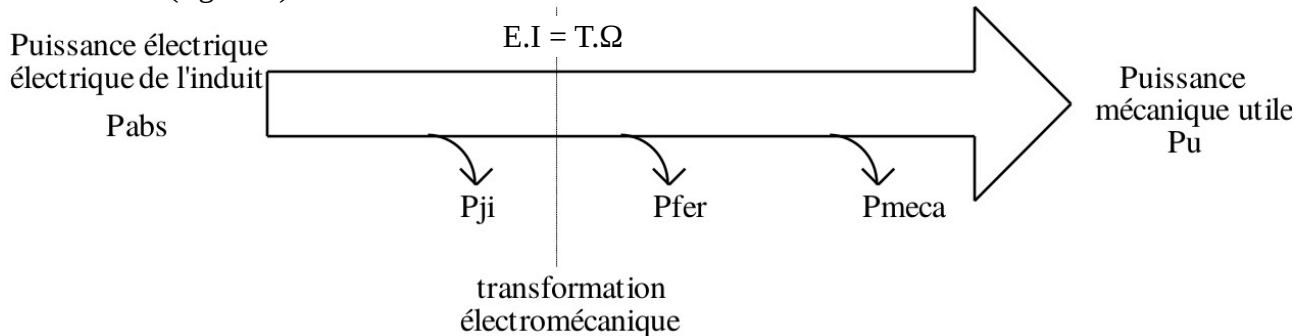 E.I = T.Ω
Puissance électrique
électrique de l'induit
Pabs
Puissance
mécanique utile
Pu
Pji
Pfer
Pmeca
transformation
électromécanique